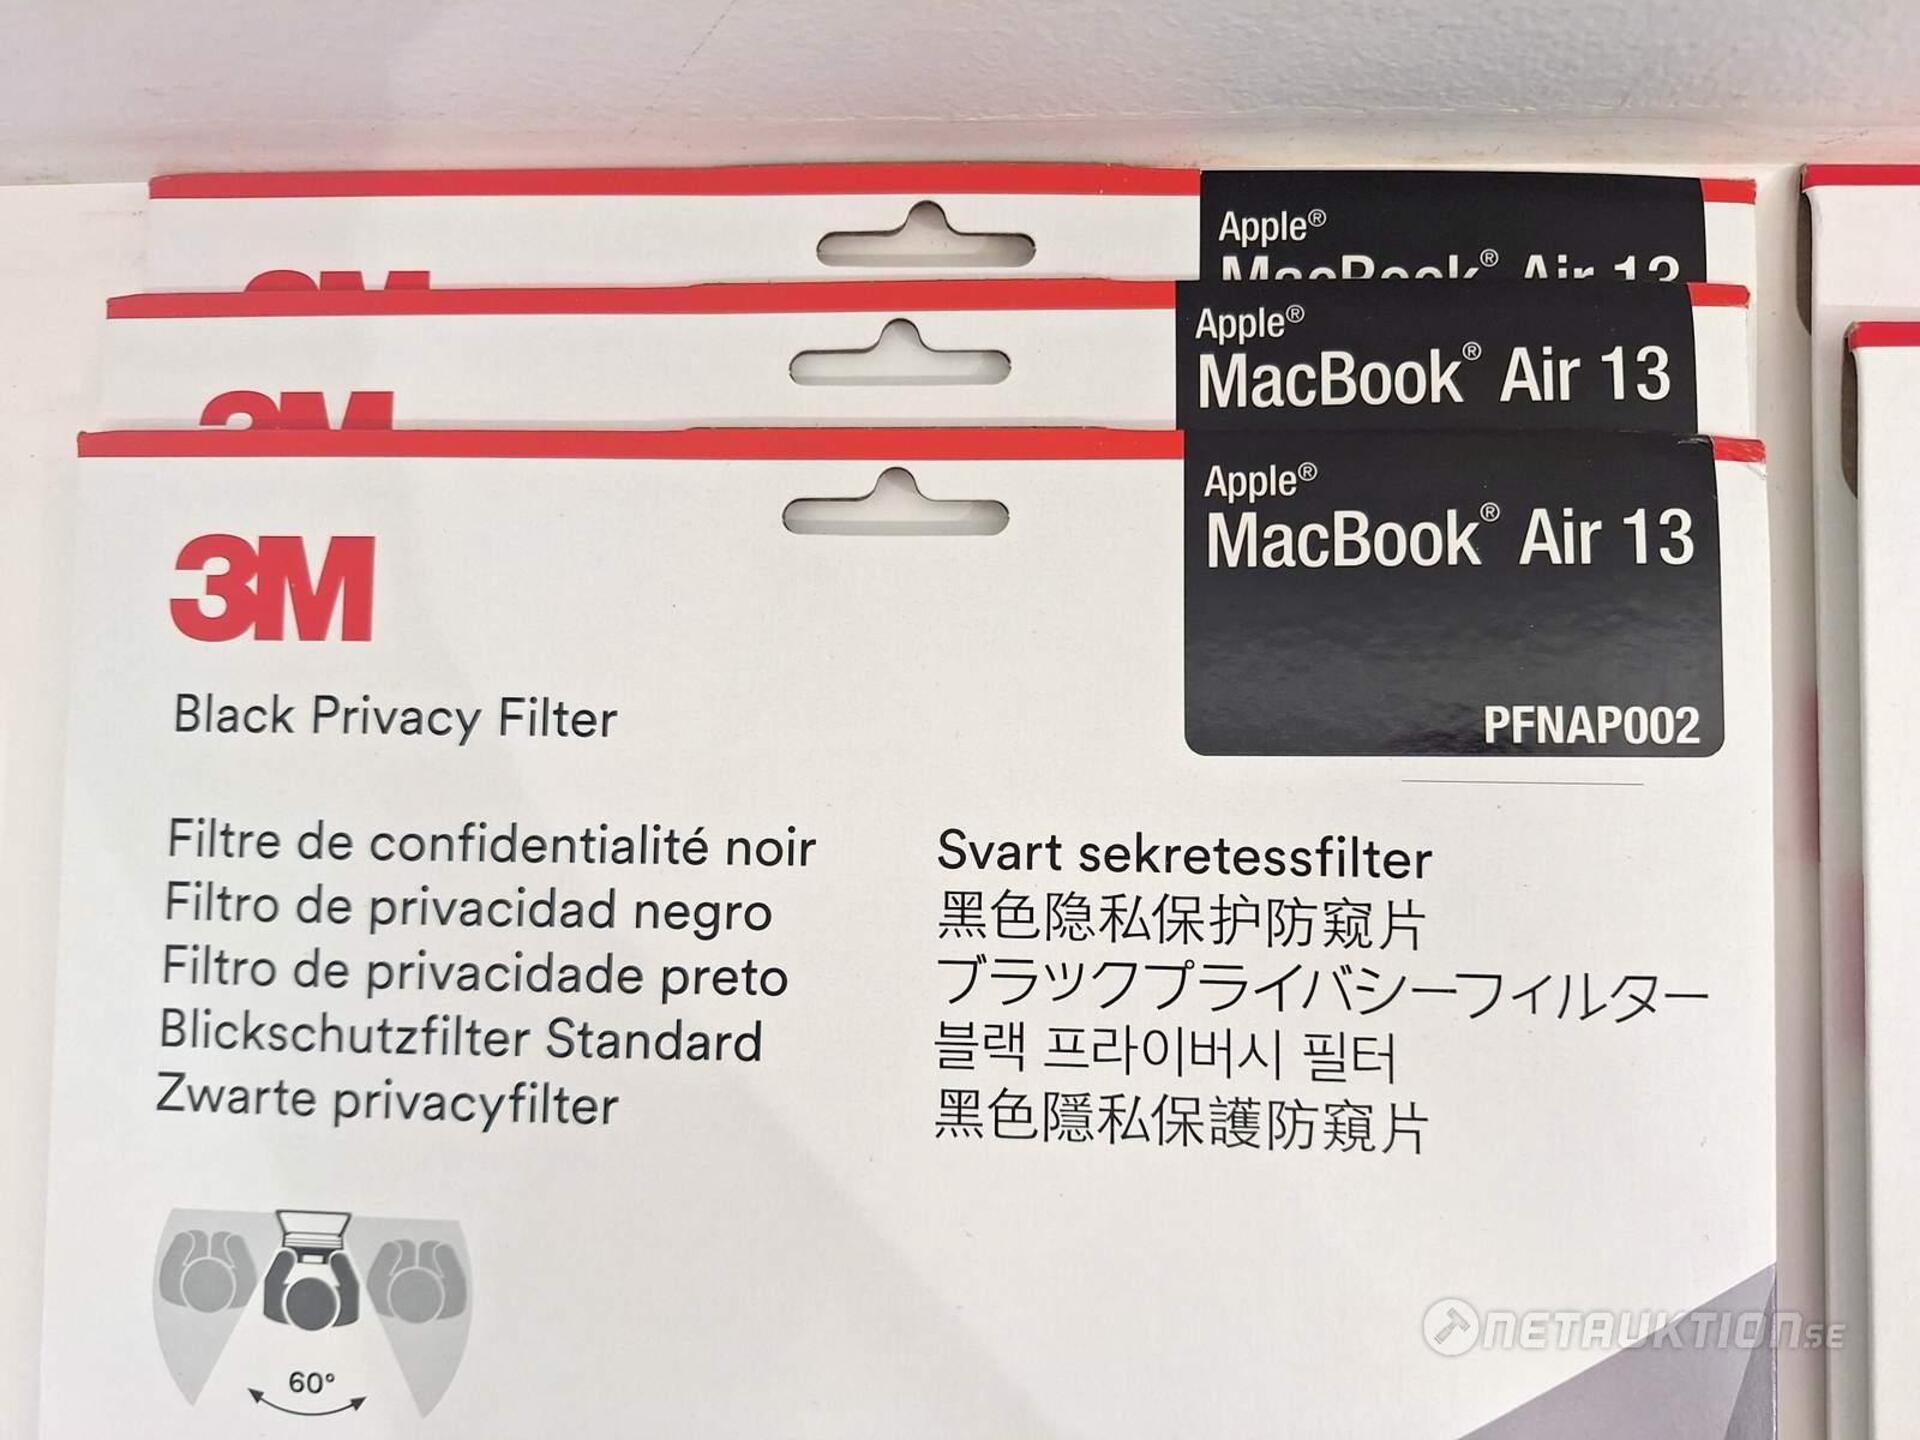 Apple®
MacBook® Air 13
3M
Apple®
MacBook® Air 13
3M
Apple®
MacBook® Air 13
3M
PFNAP002
Black Privacy Filter
Filtre de confidentialité noir
Filtro de privacidad negro
Filtro de privacidade preto
Blickschutzfilter Standard
Zwarte privacyfilter
Svart sekretessfilter
黑色隐私保护防窥片
ブラックプライバシーフィルター
블랙 프라이버시 필터
黑色隱私保護防窺片
60°
NETAUKTION.SE